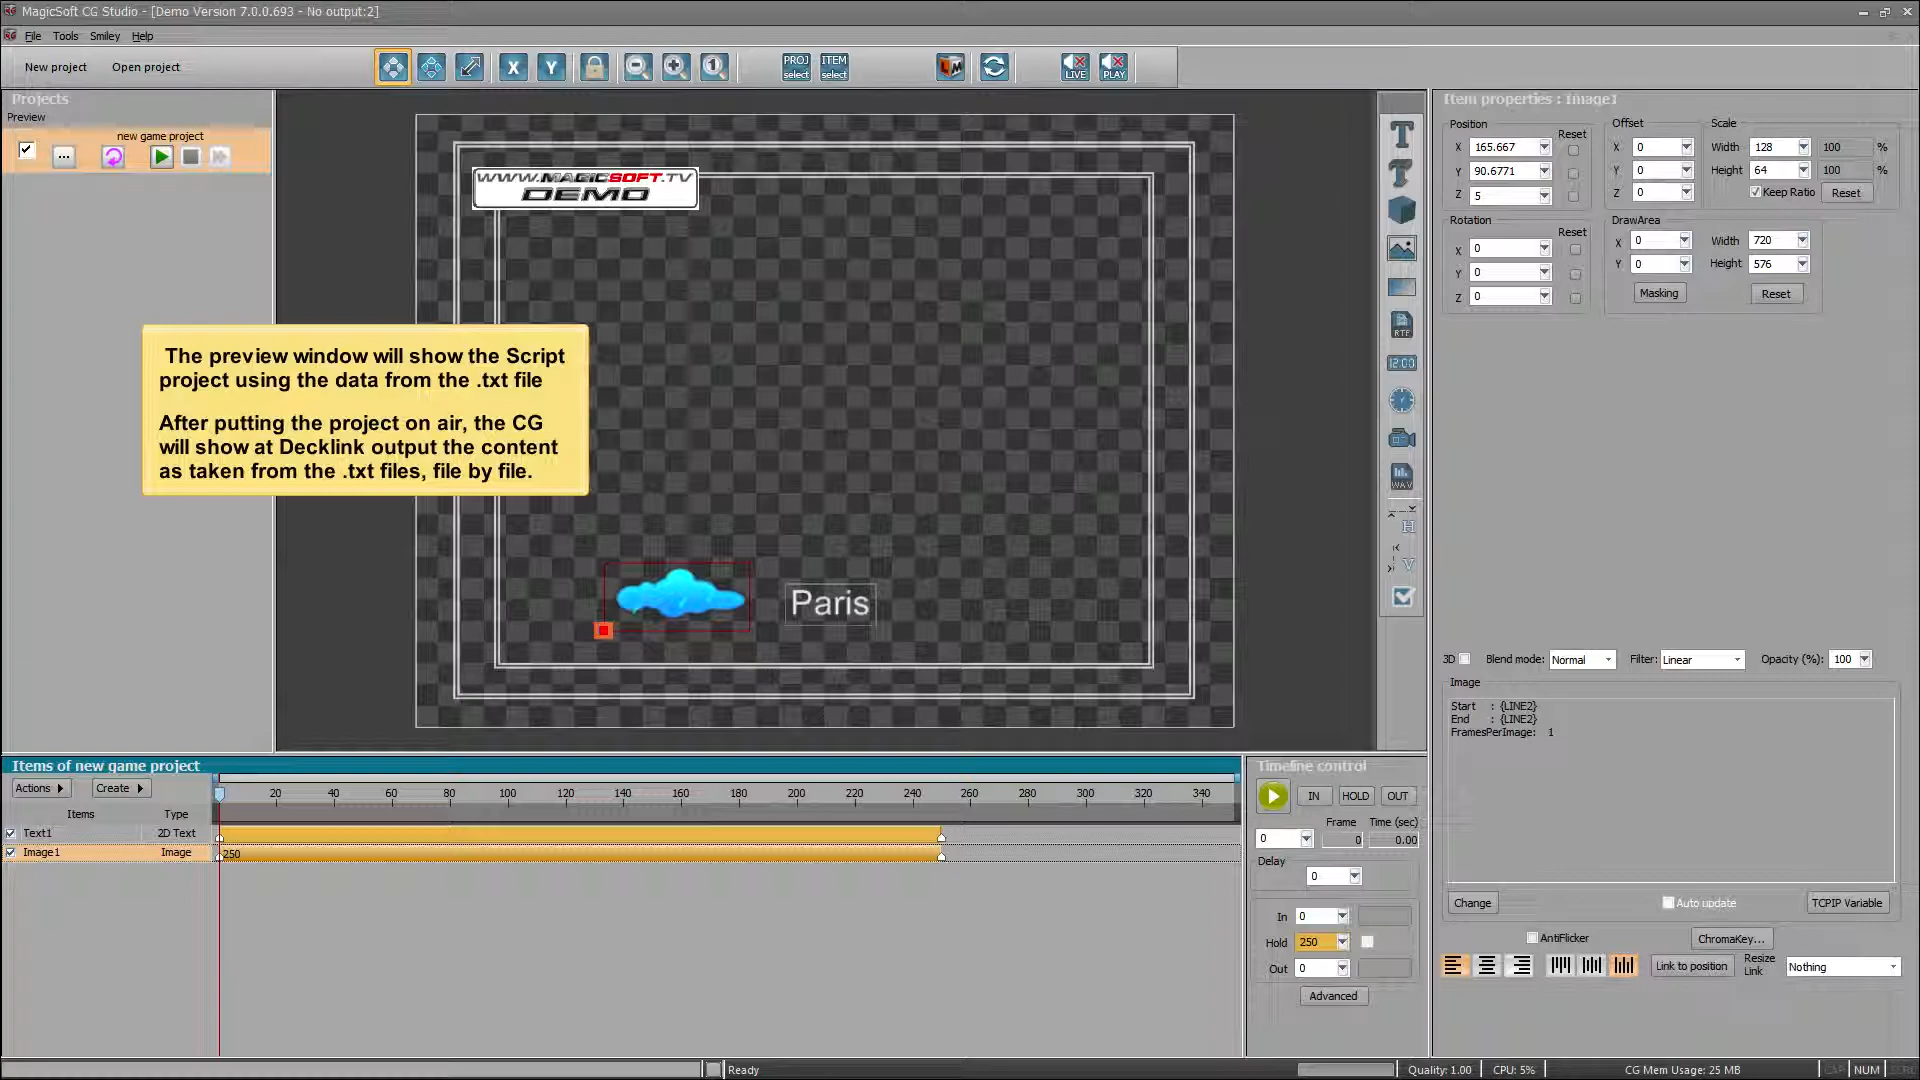 MagicSoft CG Studio - [Demo Version 7.0.0.693 - No output:2]
File Tools Smiley Help
New project Open project
X Y
PROJ select ITEM select
LIVE PLAY
Projects
Preview
new game project
...
WWW.MAGICSOFT.TV
DEMO
The preview window will show the Script
project using the data from the .txt file
After putting the project on air, the CG
will show at Decklink output the content
as taken from the .txt files, file by file.
Paris
T
T
RTF
12:00
WAV
H
V
Item properties : Image1
Position
Reset
X 165.667
Y 90.6771
Z 5
Offset
X 0
Y 0
Z 0
Scale
Width 128 100 %
Height 64 100 %
Keep Ratio Reset
Rotation
Reset
X 0
Y 0
Z 0
DrawArea
X 0 Width 720
Y 0 Height 576
Masking Reset
3D Blend mode: Normal Filter: Linear Opacity (%): 100
Image
Start : {LINE2}
End : {LINE2}
FramesPerImage: 1
Change Auto update TCPIP Variable
AntiFlicker ChromaKey...
Link to position Resize Link Nothing
Items of new game project
Actions Create
20 40 60 80 100 120 140 160 180 200 220 240 260 280 300 320 340
Items Type
Text1 2D Text
Image1 Image 250
Timeline control
IN HOLD OUT
Frame Time (sec)
0 0 0.00
Delay
0
In 0
Hold 250
Out 0
Advanced
Ready
Quality: 1.00 CPU: 5% CG Mem Usage: 25 MB CAP NUM